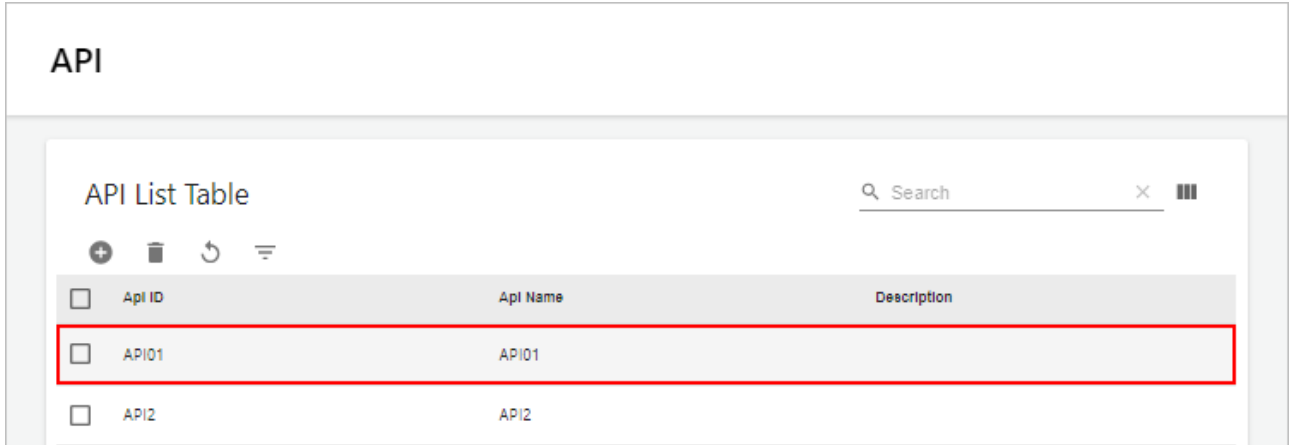 API
API List Table
Search
Api ID Api Name Description
API01 API01
API2 API2